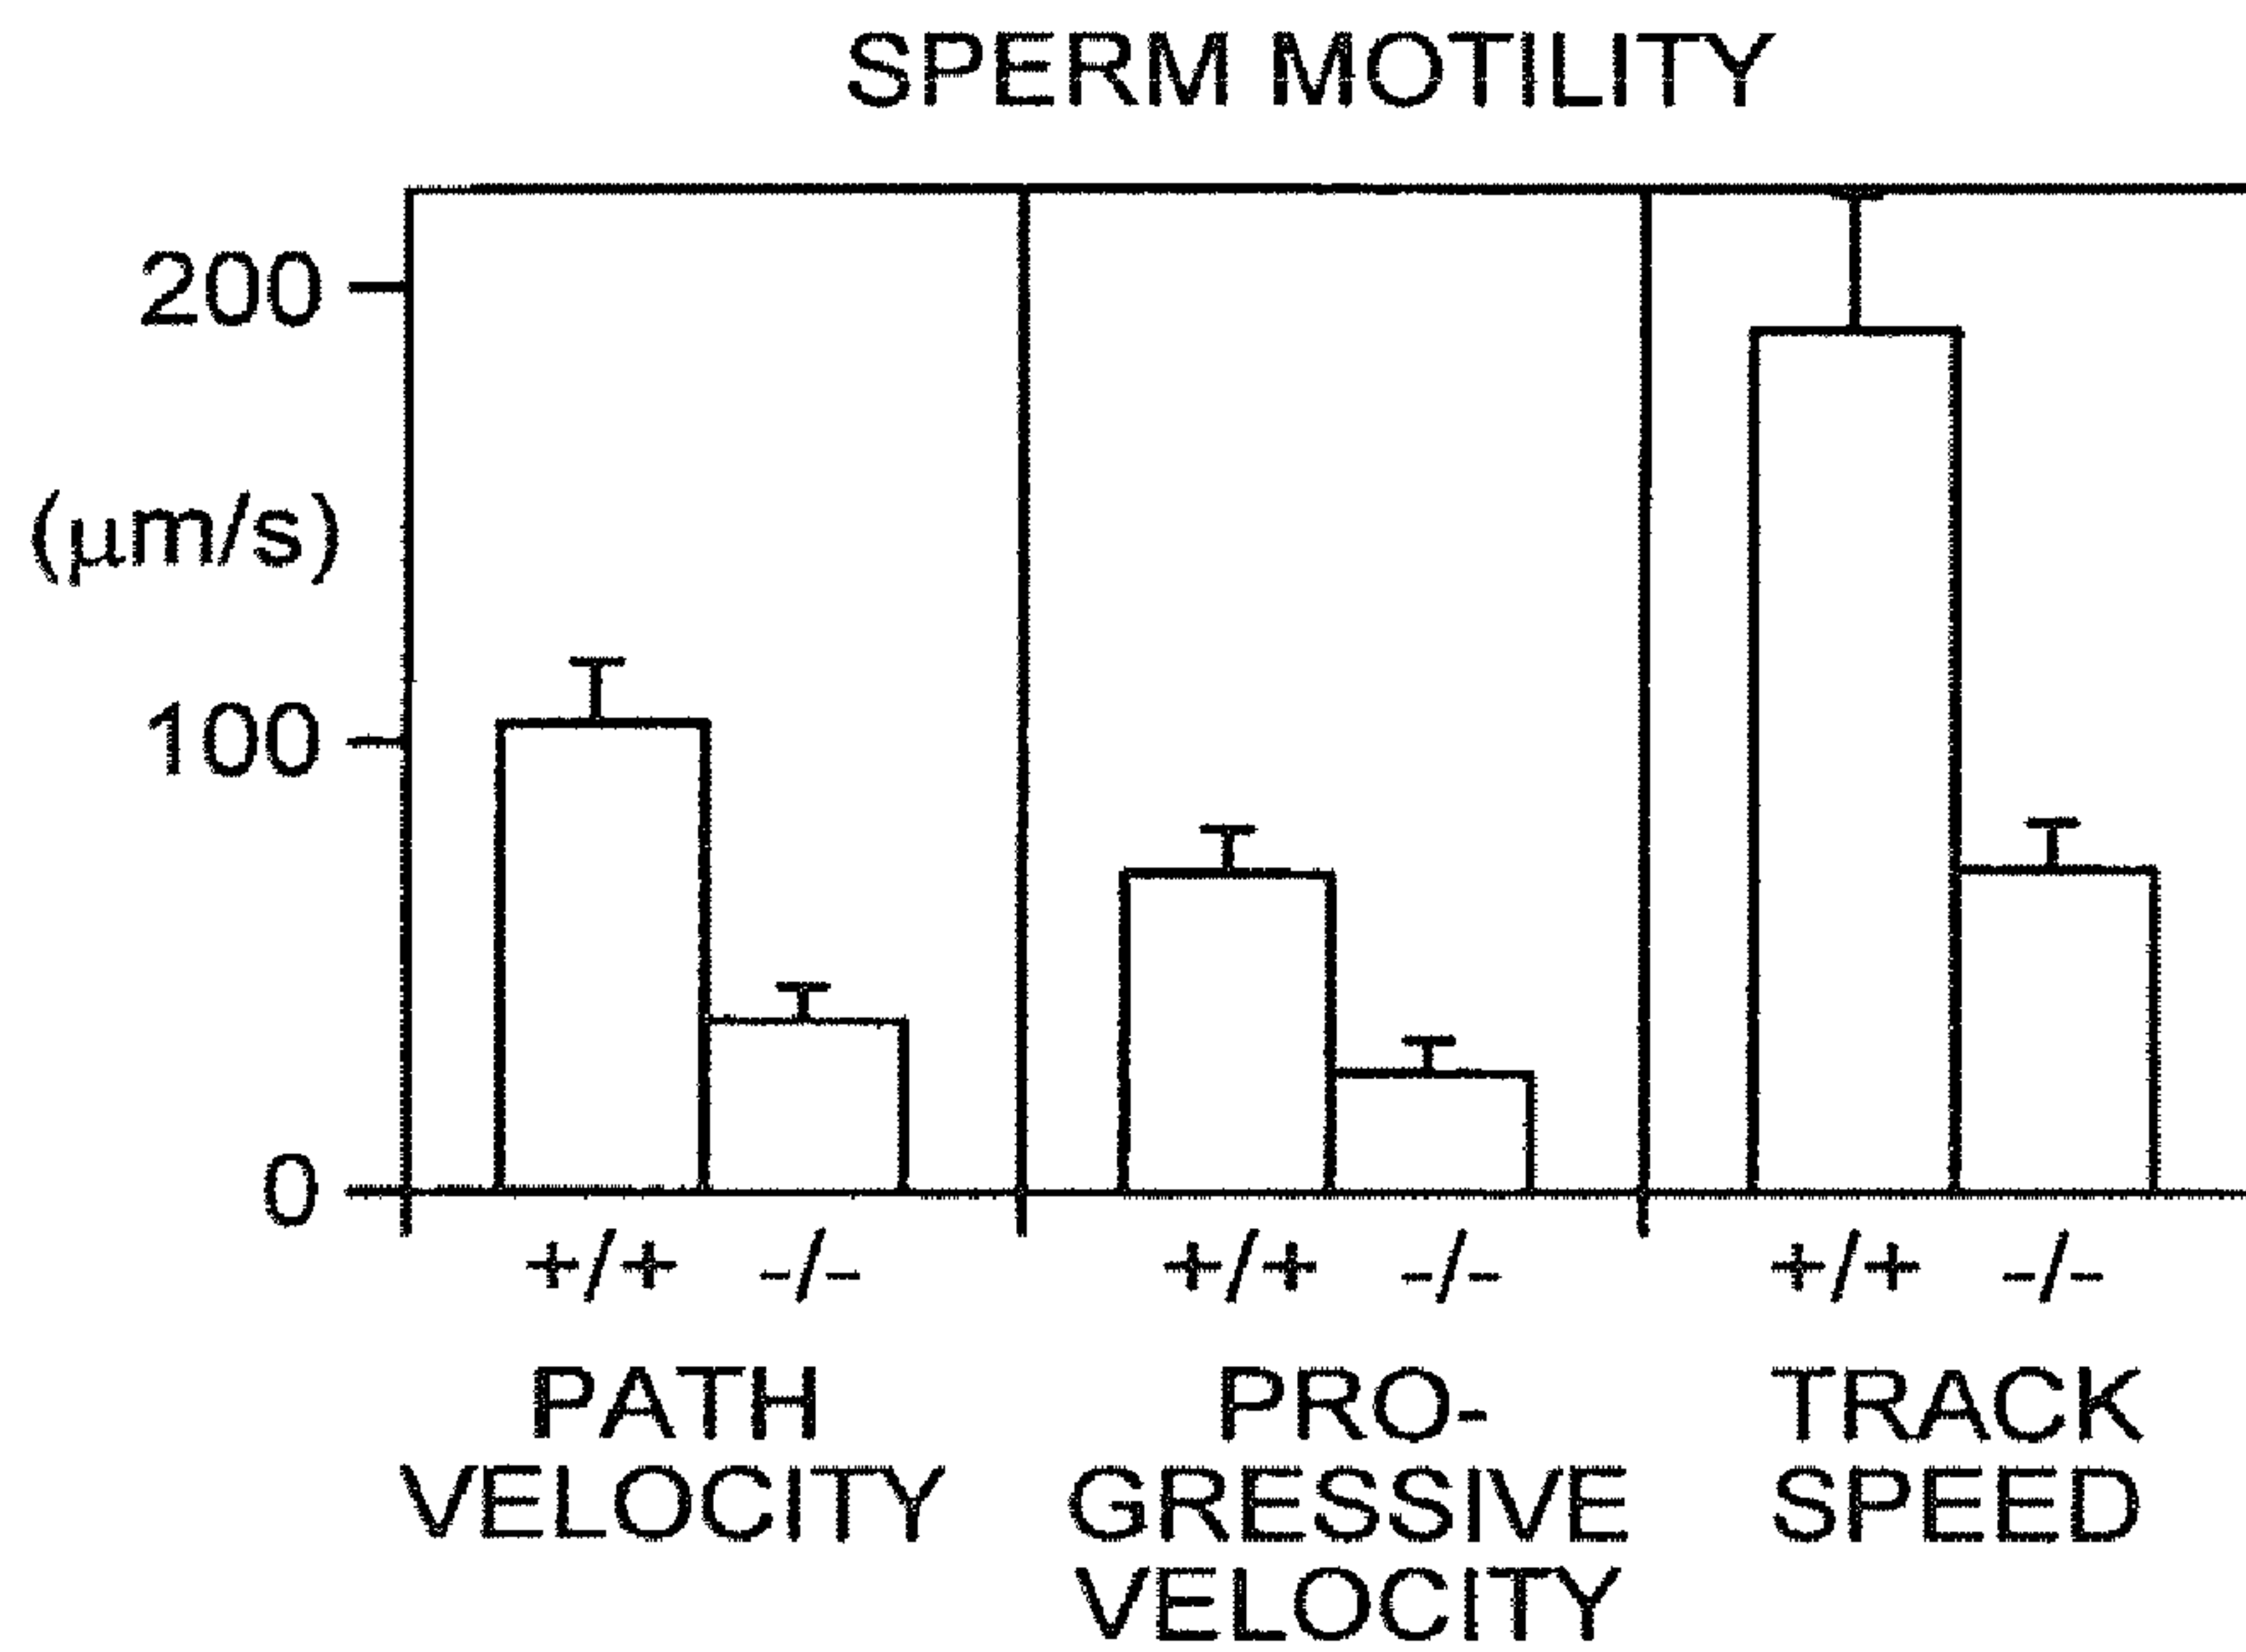 SPERM MOTILITY
200
(μm/s)
100
0
+/+ -/- +/+ -/- +/+ -/-
PATH VELOCITY
PRO-
GRESSIVE
VELOCITY
TRACK
SPEED